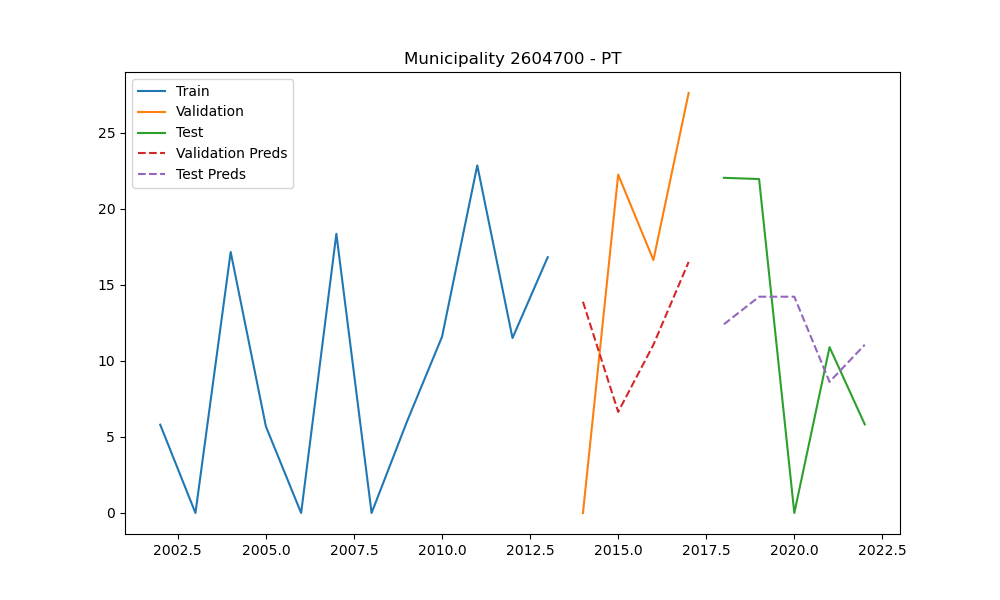 Municipality 2604700 - PT
Train
Validation
Test
Validation Preds
Test Preds
25
20
15
10
5
0
2002.5 2005.0 2007.5 2010.0 2012.5 2015.0 2017.5 2020.0 2022.5